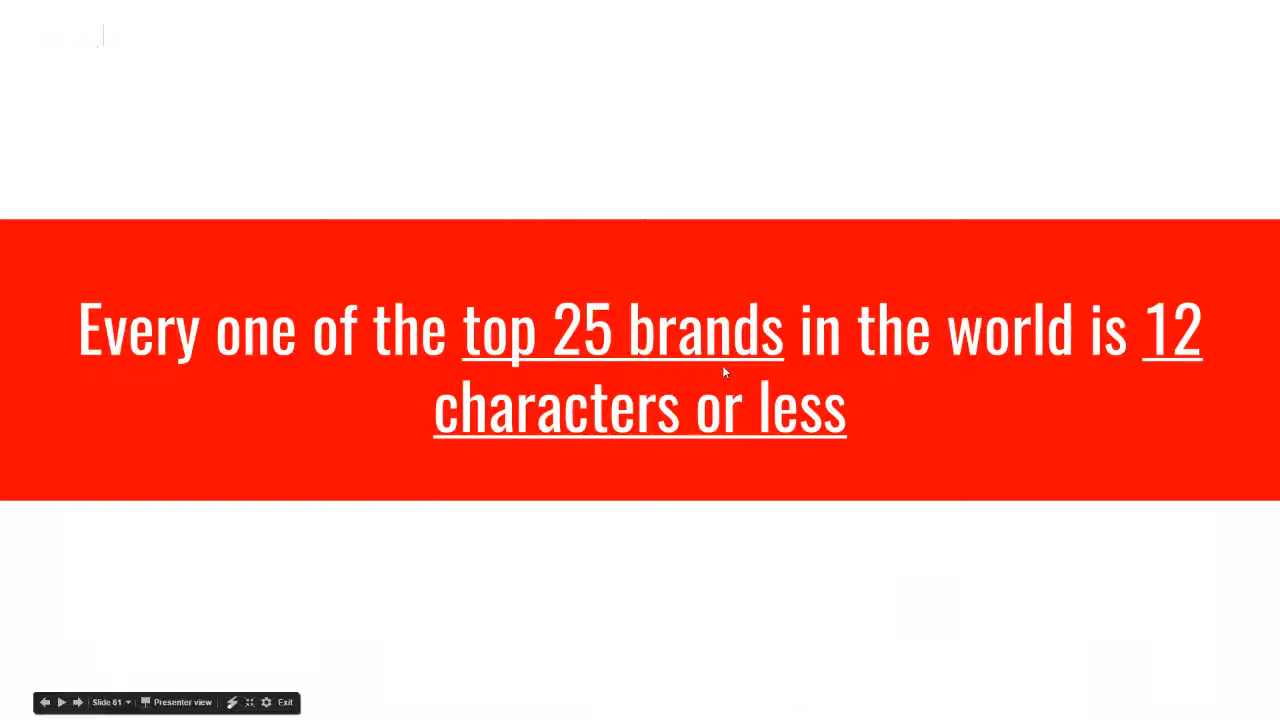 Every one of the top 25 brands in the world is 12
characters or less
Slide 61 Presenter view Exit